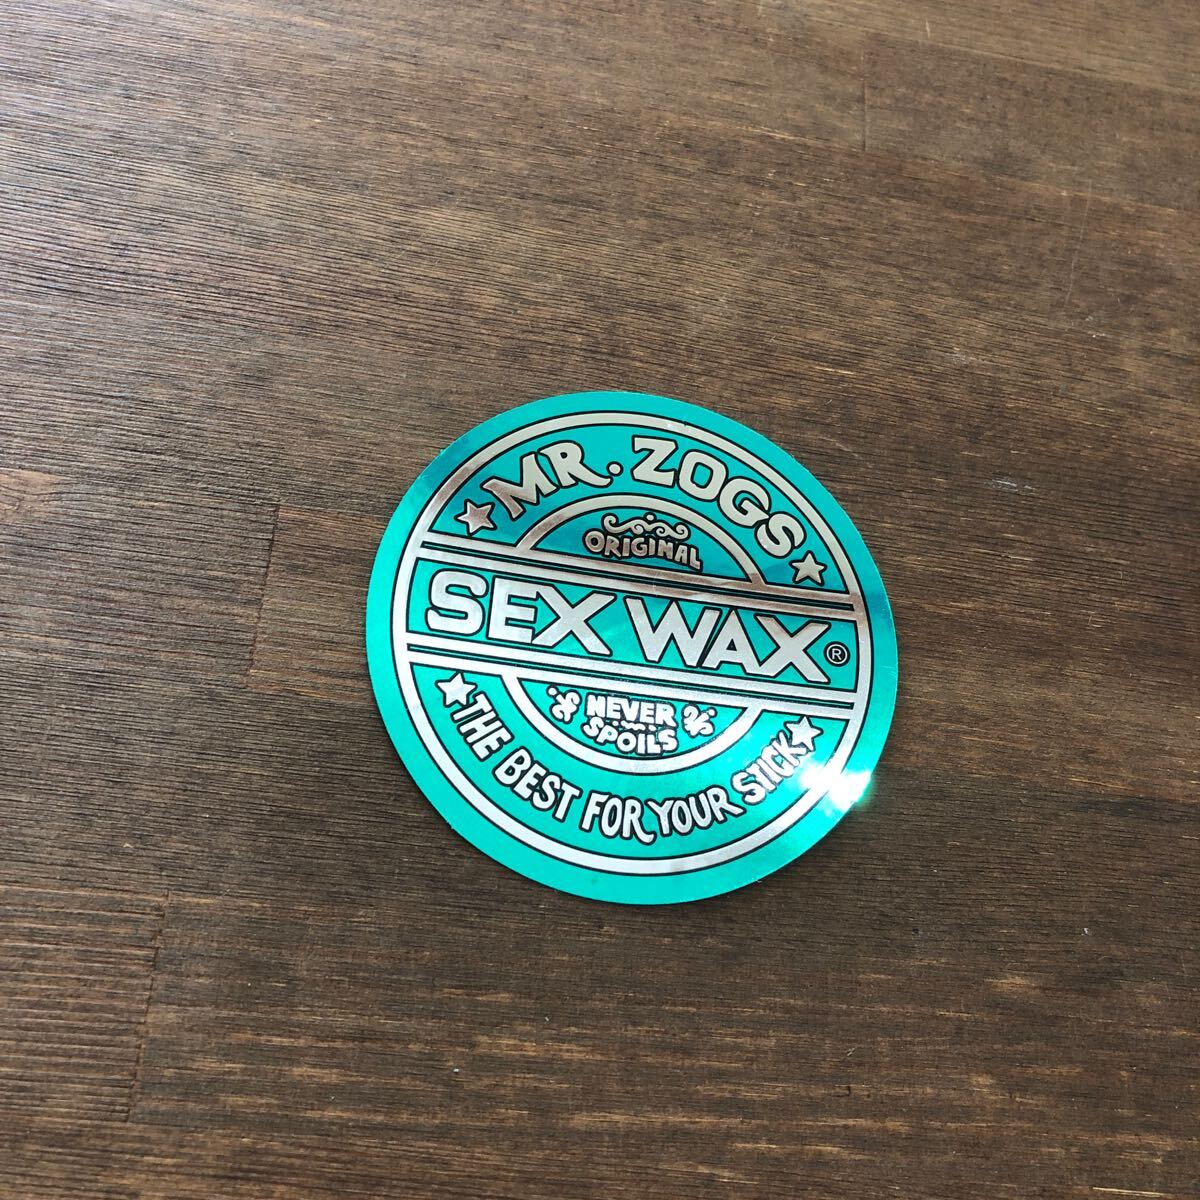 MR. ZOGS
ORIGINAL
SEX WAX®
NEVER
SPOILS
THE BEST FOR YOUR STICK